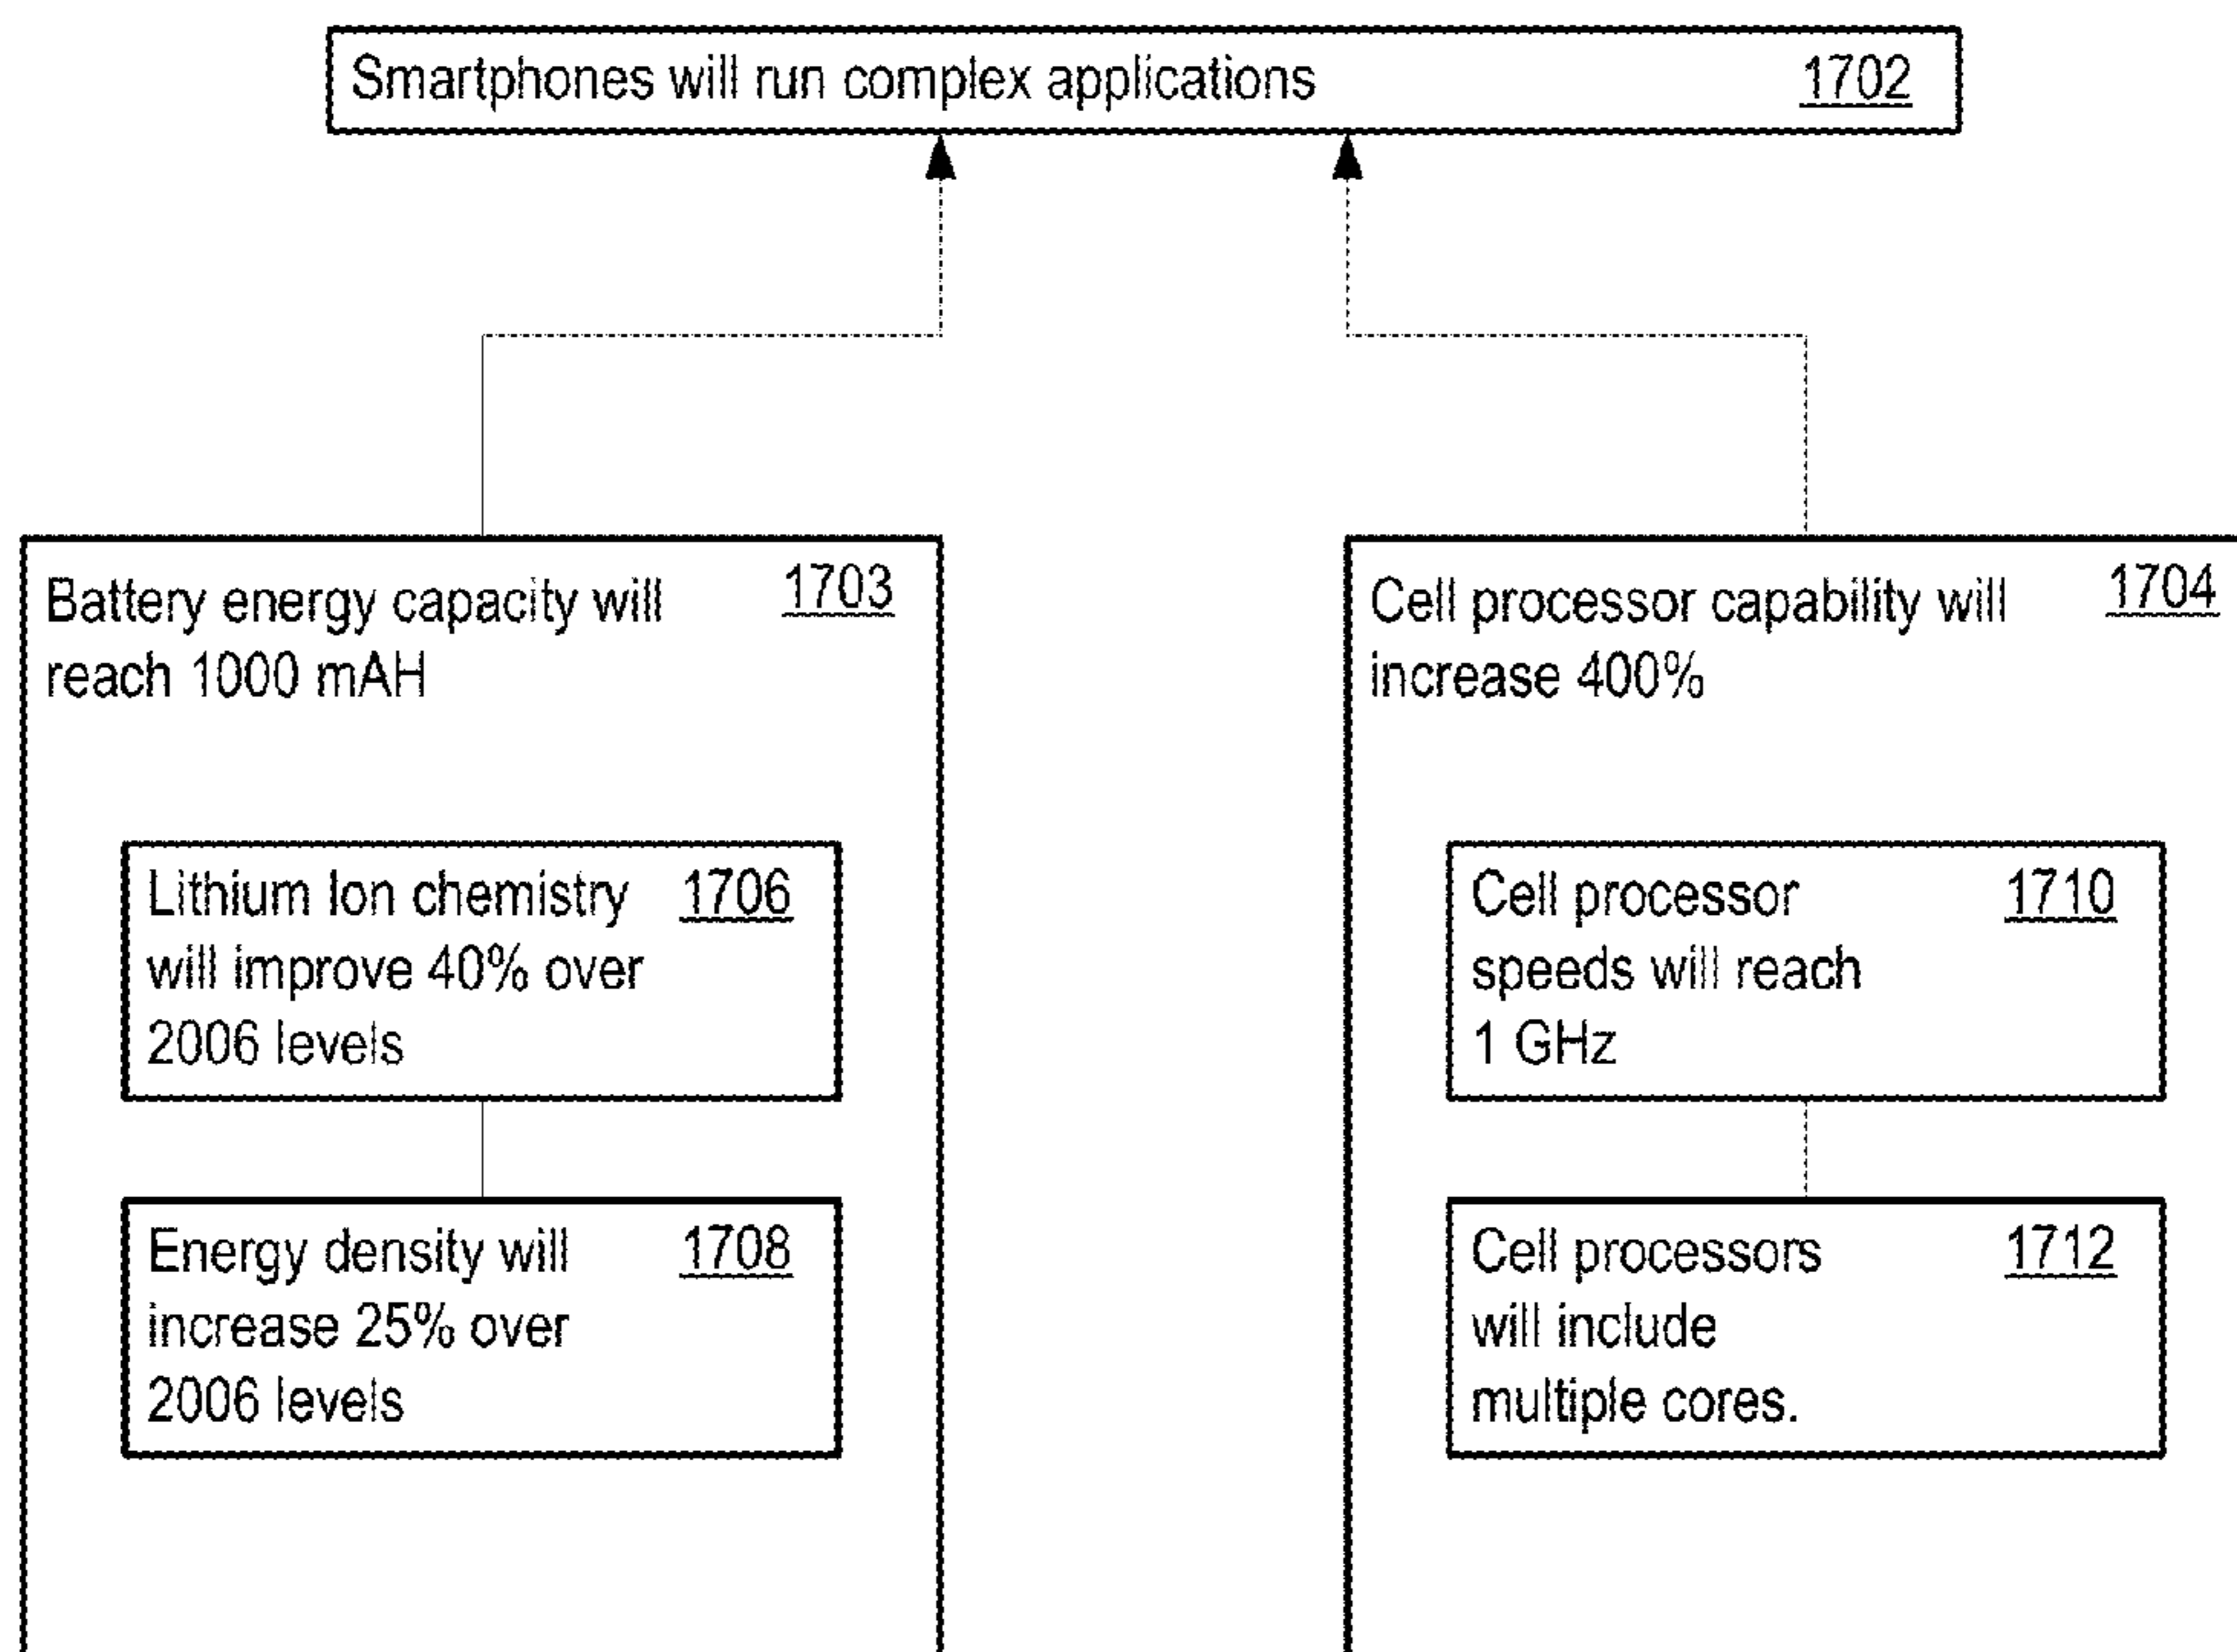 Smartphones will run complex applications 1702
Battery energy capacity will 1703
reach 1000 mAH
Lithium Ion chemistry 1706
will improve 40% over
2006 levels
Energy density will 1708
increase 25% over
2006 levels
Cell processor capability will 1704
increase 400%
Cell processor 1710
speeds will reach
1 GHz
Cell processors 1712
will include
multiple cores.